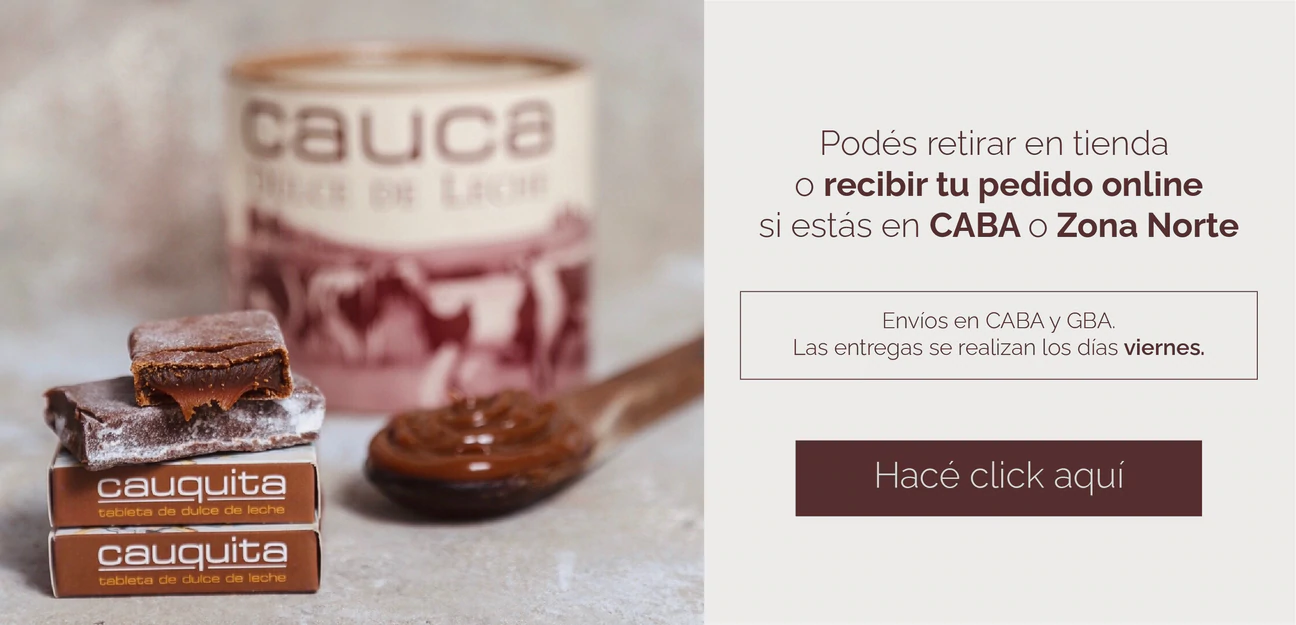 cauca
DULCE DE LECHE
cauquita
tableta de dulce de leche
cauquita
tableta de dulce de leche
Podés retirar en tienda
o recibir tu pedido online
si estás en CABA o Zona Norte
Envíos en CABA y GBA.
Las entregas se realizan los días viernes.
Hacé click aquí